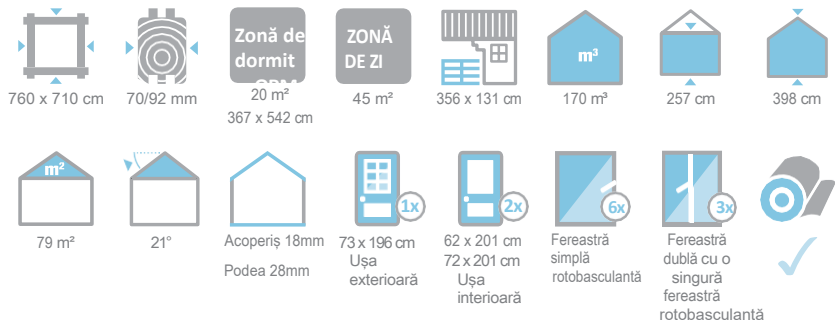 Zonă de
dormit
ZONĂ
DE ZI
m³
760 x 710 cm
70/92 mm
20 m²
367 x 542 cm
45 m²
356 x 131 cm
170 m³
257 cm
398 cm
m²
1x
2x
6x
3x
79 m²
21°
Acoperiș 18mm
Podea 28mm
73 x 196 cm
Ușa
exterioară
62 x 201 cm
72 x 201 cm
Ușa
interioară
Fereastră
simplă
rotobasculantă
Fereastră
dublă cu o
singură
fereastră
rotobasculantă